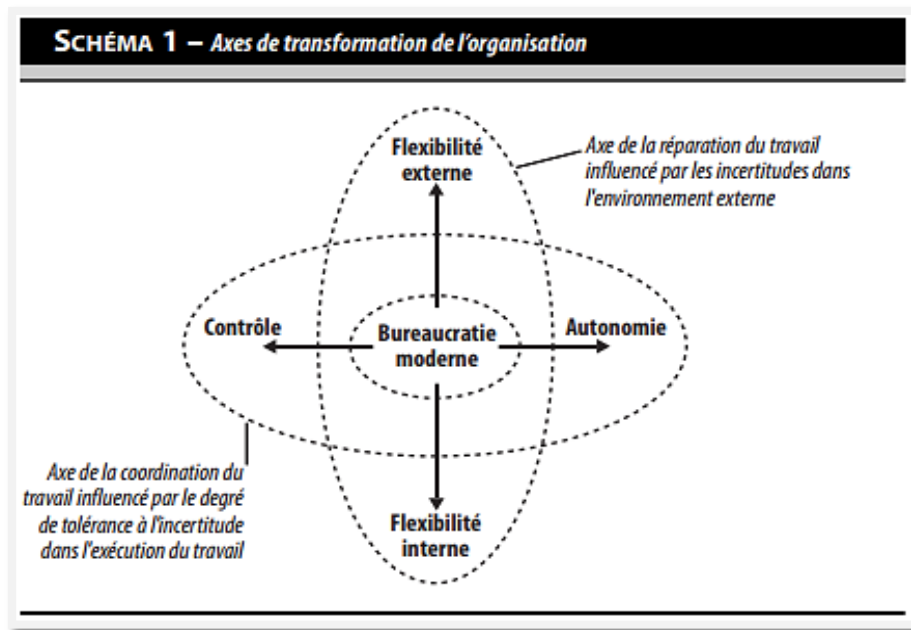 SCHÉMA 1 – Axes de transformation de l'organisation
Flexibilité
externe
Axe de la réparation du travail
influencé par les incertitudes dans
l'environnement externe
Contrôle
Bureaucratie
moderne
Autonomie
Axe de la coordination du
travail influencé par le degré
de tolérance à l'incertitude
dans l'exécution du travail
Flexibilité
interne